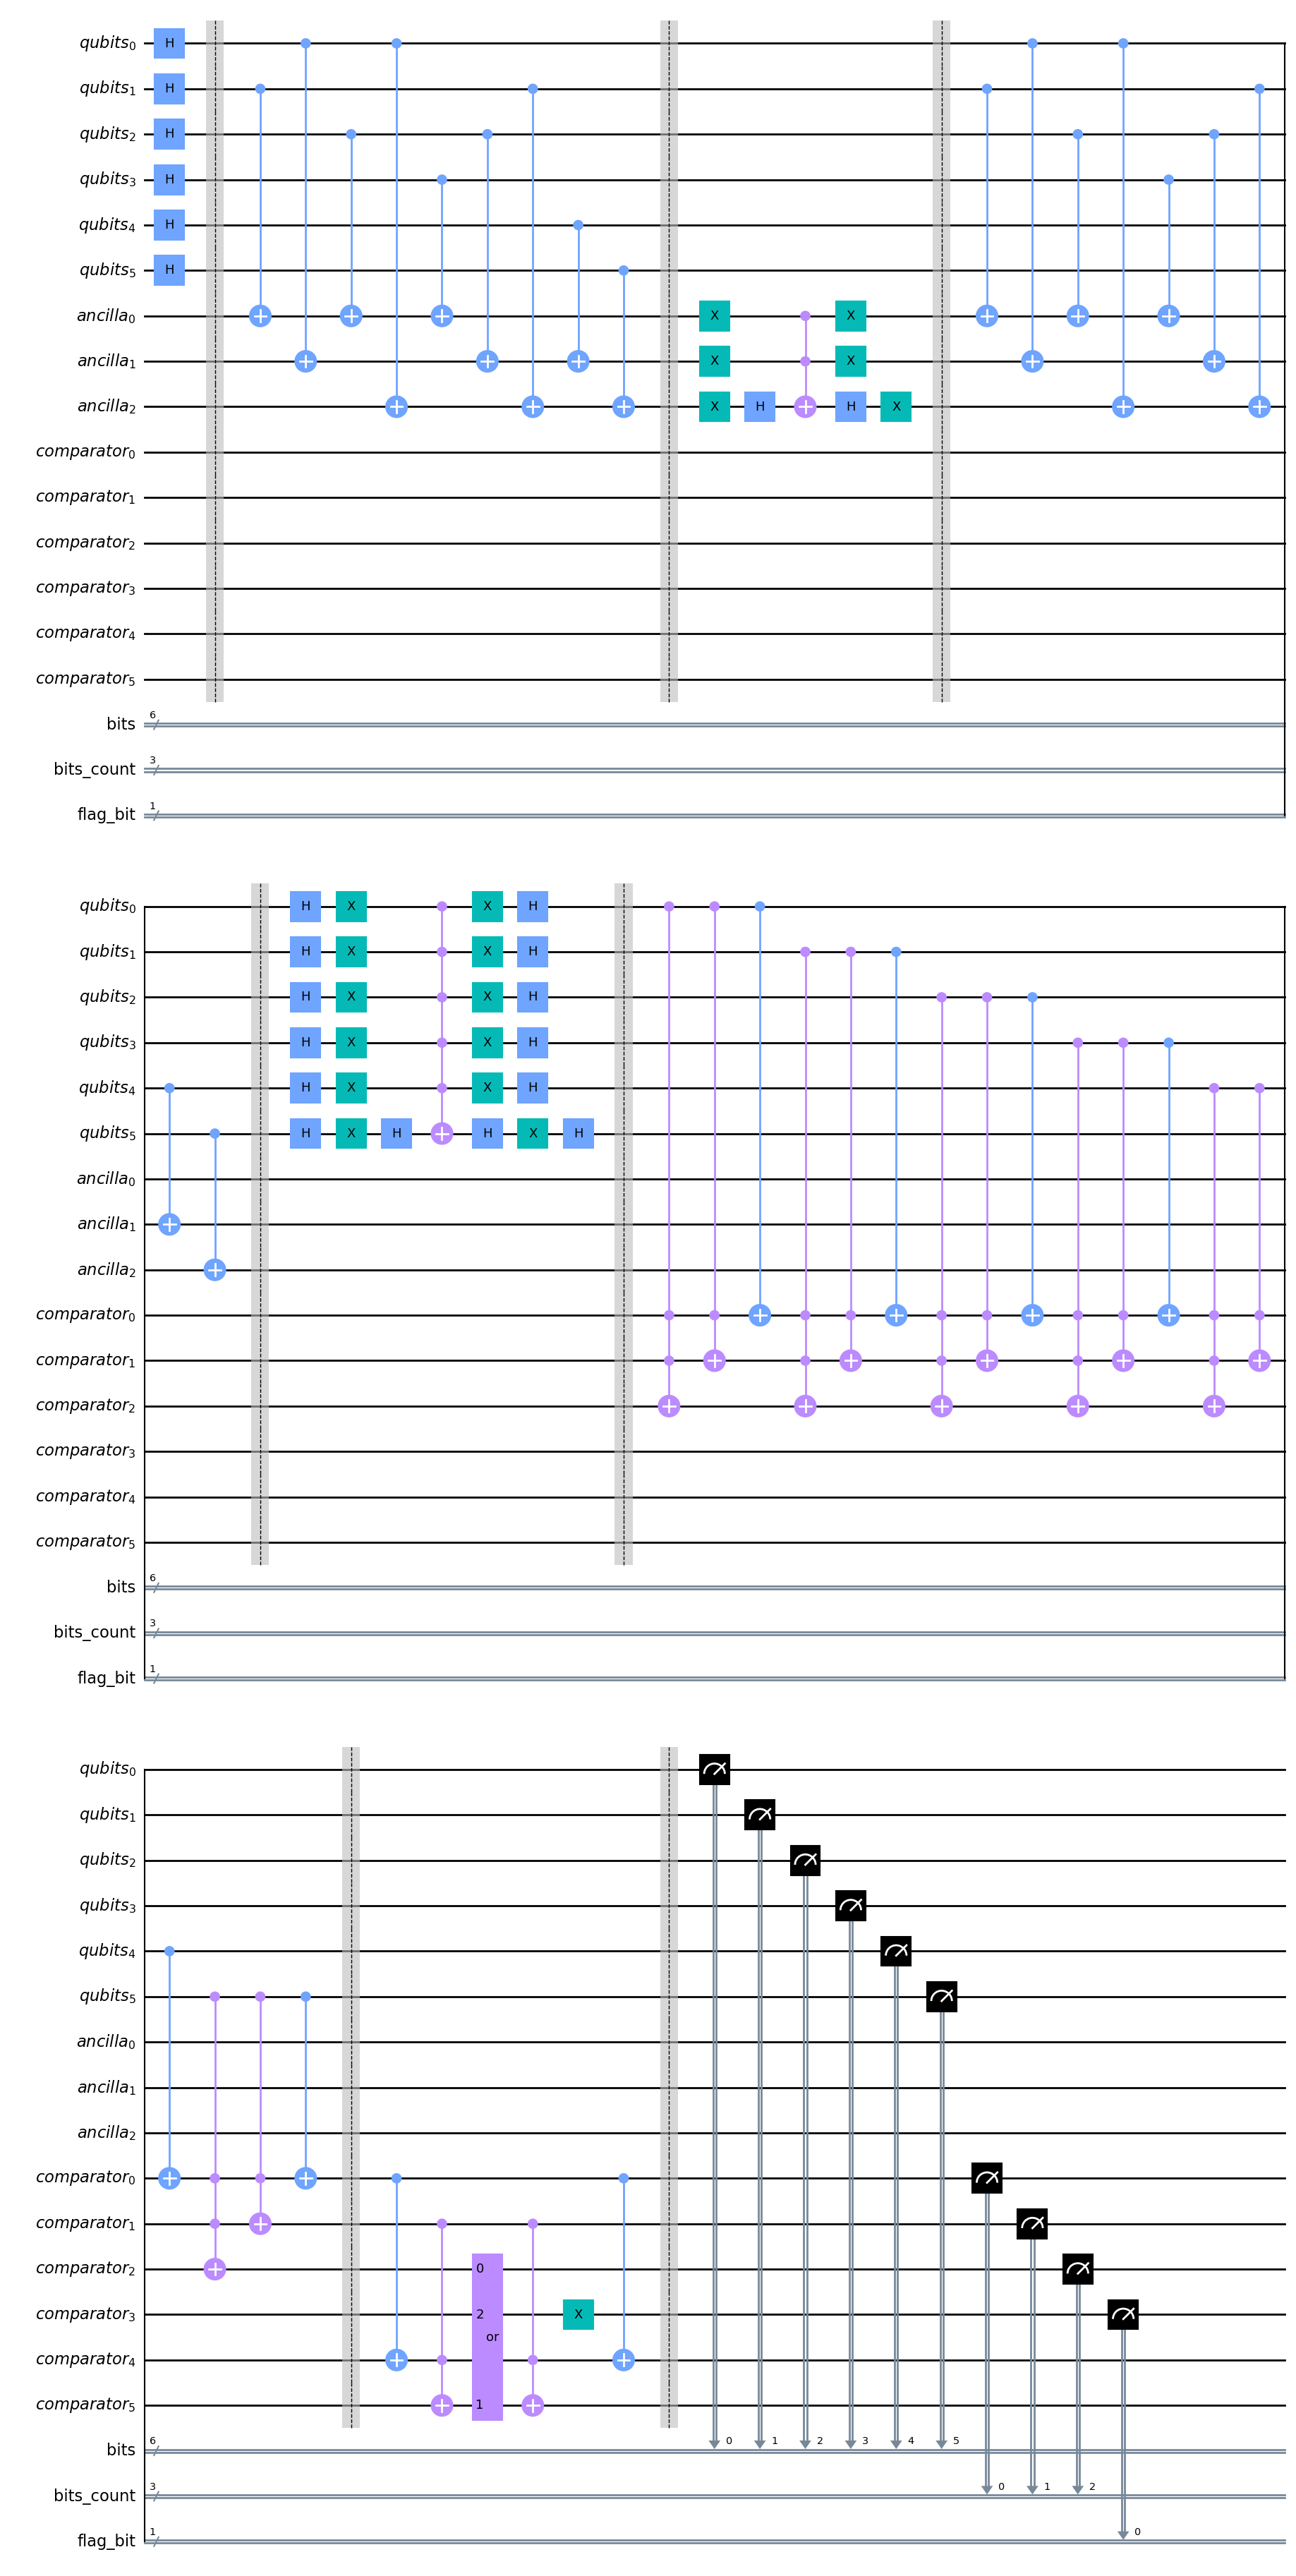 qubits0 H
qubits1 H
qubits2 H
qubits3 H
qubits4 H
qubits5 H
ancilla0 X X
ancilla1 X X
ancilla2 X H H X
comparator0
comparator1
comparator2
comparator3
comparator4
comparator5
bits 6
bits_count 3
flag_bit 1
qubits0 H X X H
qubits1 H X X H
qubits2 H X X H
qubits3 H X X H
qubits4 H X X H
qubits5 H X H H X H
ancilla0
ancilla1
ancilla2
comparator0
comparator1
comparator2
comparator3
comparator4
comparator5
bits 6
bits_count 3
flag_bit 1
qubits0
qubits1
qubits2
qubits3
qubits4
qubits5
ancilla0
ancilla1
ancilla2
comparator0
comparator1
comparator2 0
comparator3 2 X
or
comparator4
comparator5 1
bits 6 0 1 2 3 4 5
bits_count 3 0 1 2
flag_bit 1 0